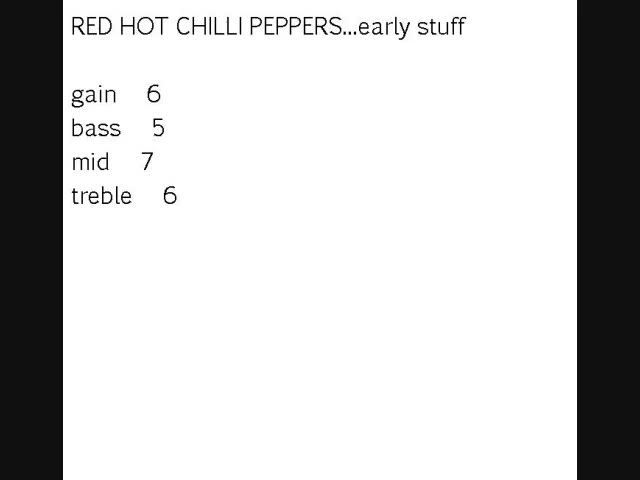 RED HOT CHILLI PEPPERS...early stuff
gain 6
bass 5
mid 7
treble 6